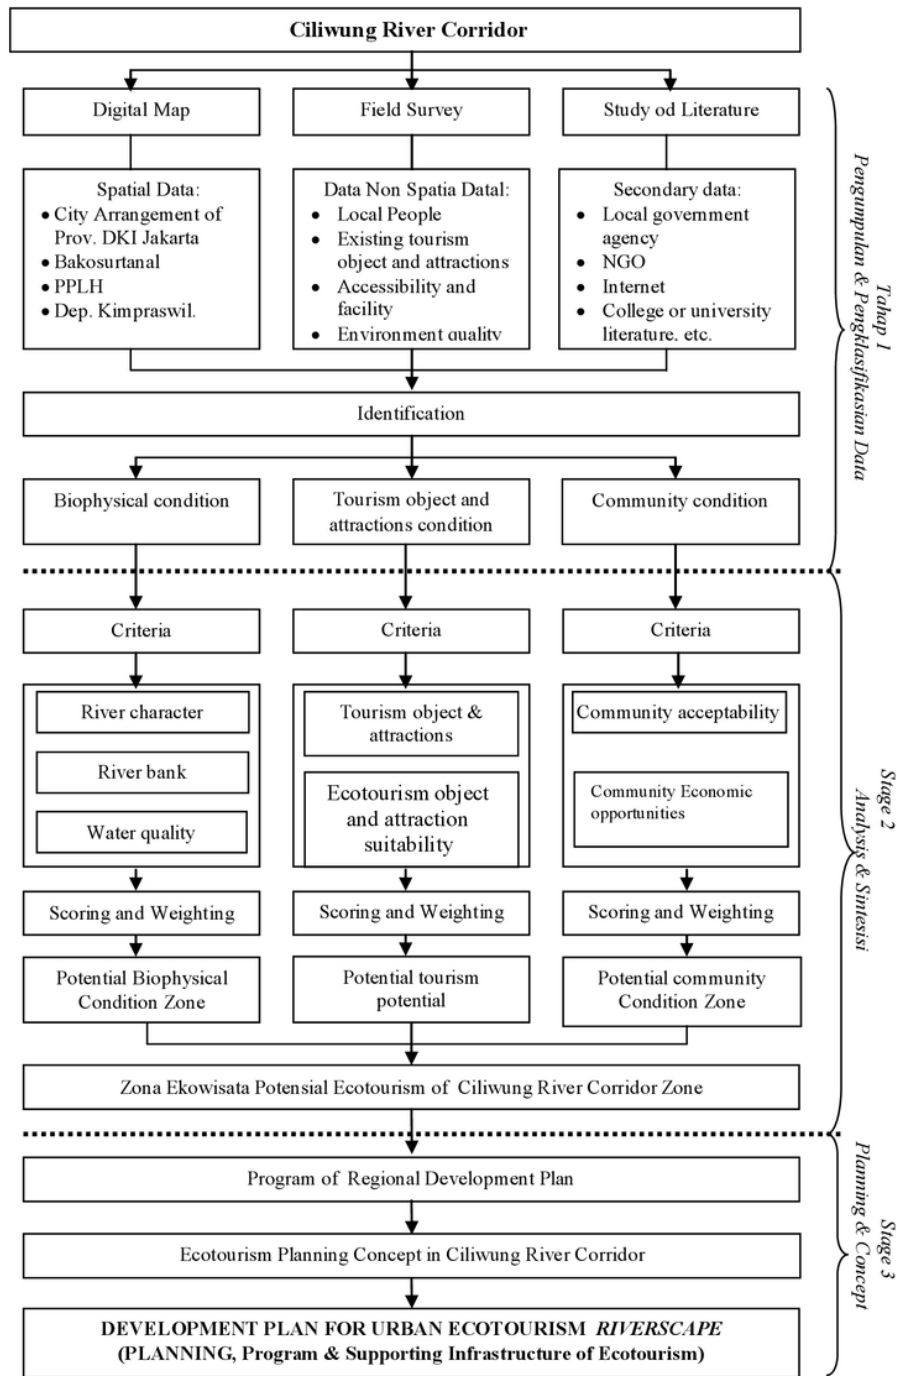 Ciliwung River Corridor
Digital Map
Field Survey
Study od Literature
Spatial Data:
• City Arrangement of
Prov. DKI Jakarta
• Bakosurtanal
• PPLH
• Dep. Kimpraswil.
Data Non Spatia Datal:
• Local People
• Existing tourism
object and attractions
• Accessibility and
facility
• Environment quality
Secondary data:
• Local government
agency
• NGO
• Internet
• College or university
literature. etc.
Tahap 1
Pengumpulan & Pengklasifikasian Data
Identification
Biophysical condition
Tourism object and
attractions condition
Community condition
Criteria
Criteria
Criteria
River character
River bank
Water quality
Tourism object &
attractions
Ecotourism object
and attraction
suitability
Community acceptability
Community Economic
opportunities
Stage 2
Analysis & Sintesisi
Scoring and Weighting
Scoring and Weighting
Scoring and Weighting
Potential Biophysical
Condition Zone
Potential tourism
potential
Potential community
Condition Zone
Zona Ekowisata Potensial Ecotourism of Ciliwung River Corridor Zone
Program of Regional Development Plan
Ecotourism Planning Concept in Ciliwung River Corridor
Stage 3
Planning & Concept
DEVELOPMENT PLAN FOR URBAN ECOTOURISM RIVERSCAPE
(PLANNING, Program & Supporting Infrastructure of Ecotourism)